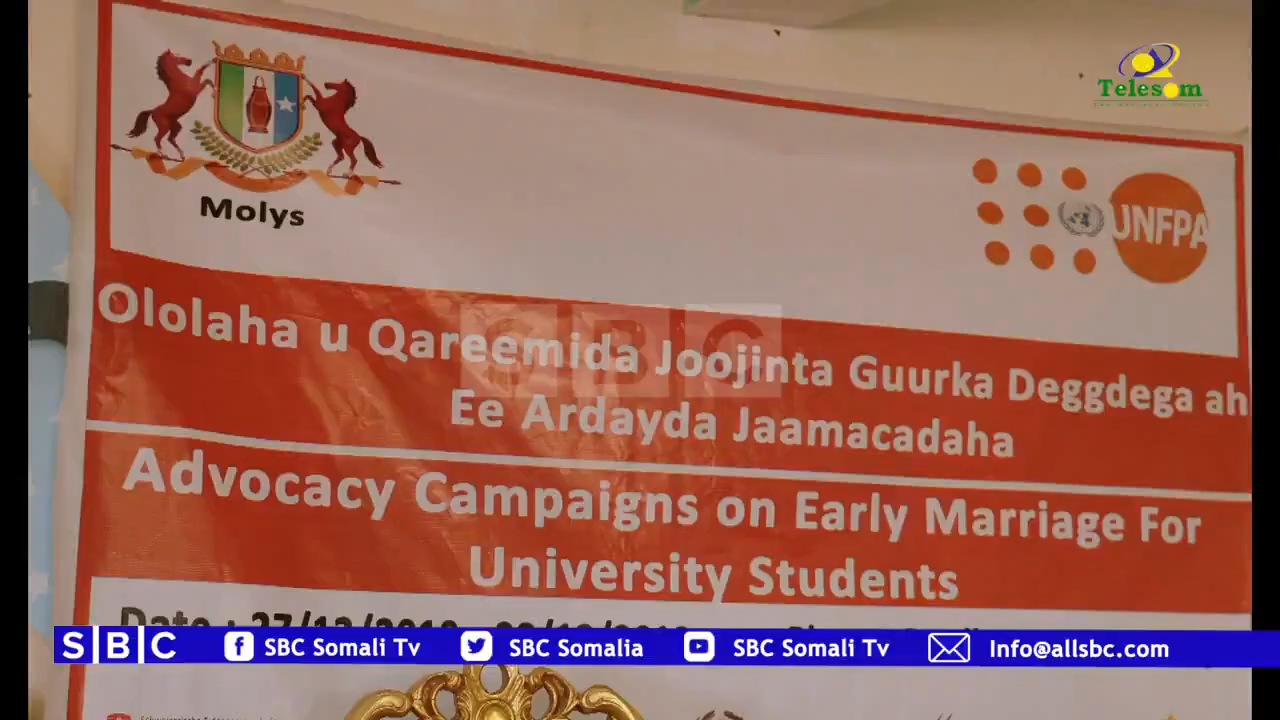 Telesom
Molys
UNFPA
SBC
Ololaha u Qareemida Joojinta Guurka Deggdega ah
Ee Ardayda Jaamacadaha
Advocacy Campaigns on Early Marriage For
University Students
Date :
S|B|C SBC Somali Tv SBC Somalia SBC Somali Tv Info@allsbc.com